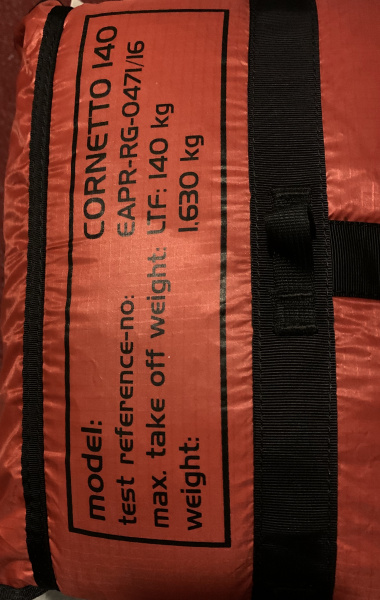 model: CORNETTO 140
test reference-no: EAPR-RG-0471/16
max. take off weight: LTF: 140 kg
weight: 1.630 kg